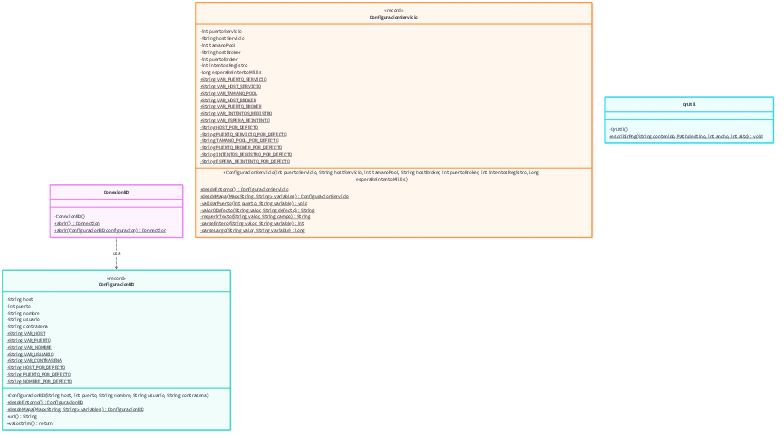 «record»
ConfiguracionServicio
-int puertoServicio
-String hostServicio
-int tamanoPool
-String hostBroker
-int puertoBroker
-int intentosRegistro
-long esperaReintentoMillis
+String VAR_PUERTO_SERVICIO
+String VAR_HOST_SERVICIO
+String VAR_TAMANO_POOL
+String VAR_HOST_BROKER
+String VAR_PUERTO_BROKER
+String VAR_INTENTOS_REGISTRO
+String VAR_ESPERA_REINTENTO
-String HOST_POR_DEFECTO
-String PUERTO_SERVICIO_POR_DEFECTO
-String TAMANO_POOL_POR_DEFECTO
-String PUERTO_BROKER_POR_DEFECTO
-String INTENTOS_REGISTRO_POR_DEFECTO
-String ESPERA_REINTENTO_POR_DEFECTO
+ConfiguracionServicio(int puertoServicio, String hostServicio, int tamanoPool, String hostBroker, int puertoBroker, int intentosRegistro, long
esperaReintentoMillis)
+desdeEntorno() : ConfiguracionServicio
+desdeMapa(Map<String, String> variables) : ConfiguracionServicio
-validarPuerto(int puerto, String variable) : void
-valorODefecto(String valor, String defecto) : String
-requerirTexto(String valor, String campo) : String
-parseEntero(String valor, String variable) : int
-parseLargo(String valor, String variable) : long
QrUtil
-QrUtil()
+escribirPng(String contenido, Path destino, int ancho, int alto) : void
ConexionBD
-ConexionBD()
+abrir() : Connection
+abrir(ConfiguracionBD configuracion) : Connection
usa
«record»
ConfiguracionBD
-String host
-int puerto
-String nombre
-String usuario
-String contrasena
+String VAR_HOST
+String VAR_PUERTO
+String VAR_NOMBRE
+String VAR_USUARIO
+String VAR_CONTRASENA
+String HOST_POR_DEFECTO
+String PUERTO_POR_DEFECTO
+String NOMBRE_POR_DEFECTO
+ConfiguracionBD(String host, int puerto, String nombre, String usuario, String contrasena)
+desdeEntorno() : ConfiguracionBD
+desdeMapa(Map<String, String> variables) : ConfiguracionBD
+url() : String
: return